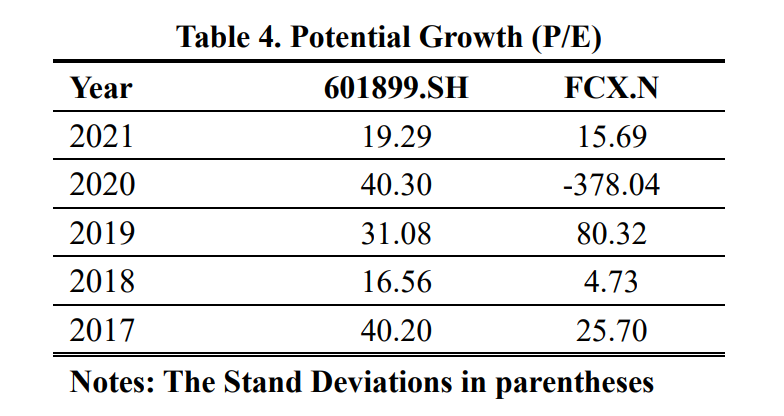 Table 4. Potential Growth (P/E)
Year 601899.SH FCX.N
2021 19.29 15.69
2020 40.30 -378.04
2019 31.08 80.32
2018 16.56 4.73
2017 40.20 25.70
Notes: The Stand Deviations in parentheses